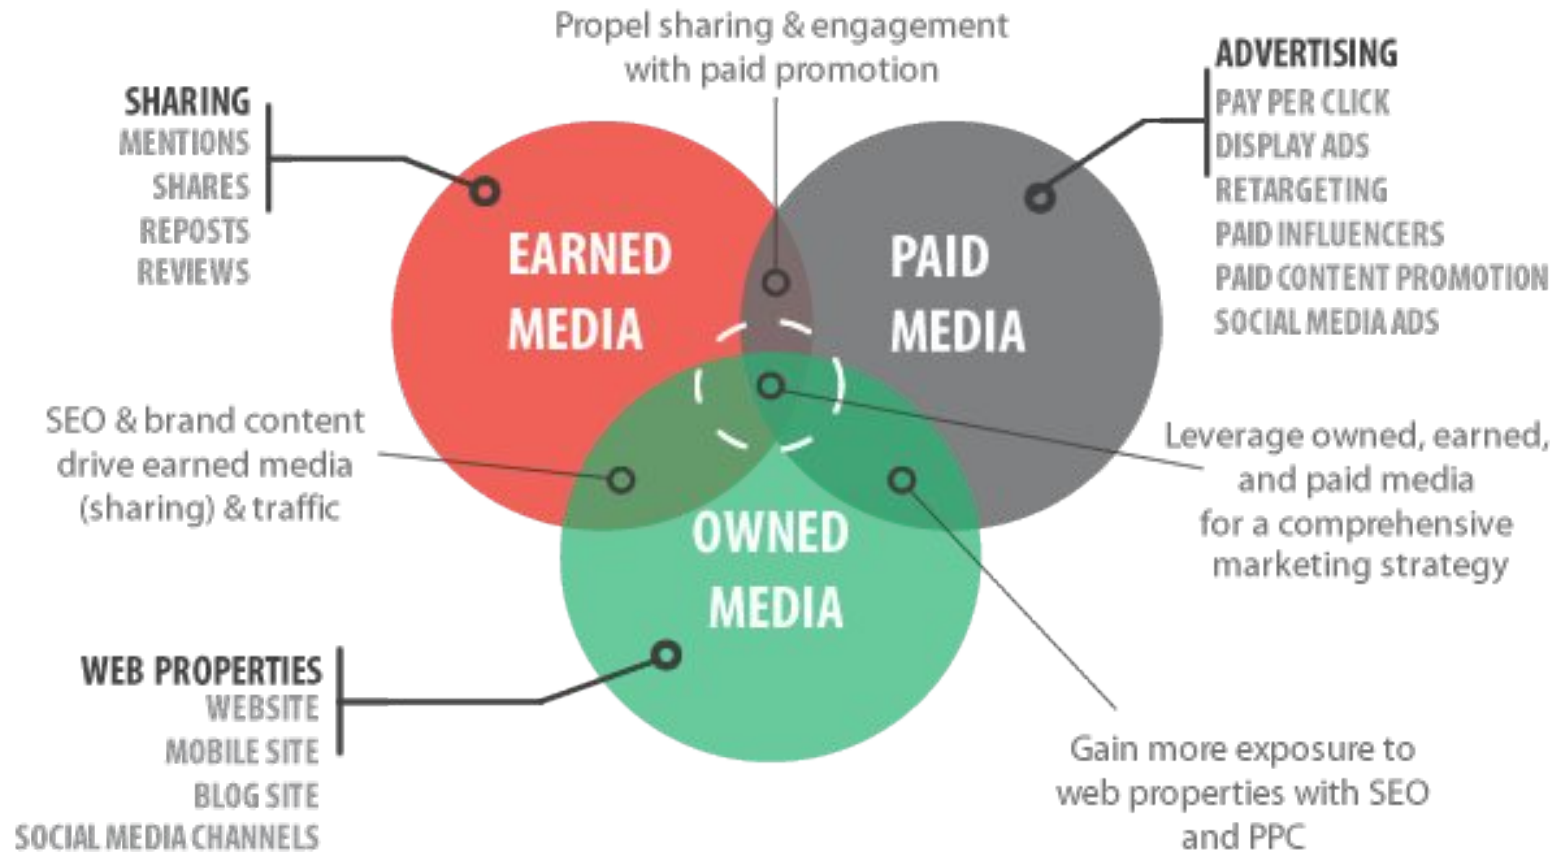 Propel sharing & engagement
with paid promotion
SHARING
MENTIONS
SHARES
REPOSTS
REVIEWS
ADVERTISING
PAY PER CLICK
DISPLAY ADS
RETARGETING
PAID INFLUENCERS
PAID CONTENT PROMOTION
SOCIAL MEDIA ADS
EARNED
MEDIA
PAID
MEDIA
SEO & brand content
drive earned media
(sharing) & traffic
Leverage owned, earned,
and paid media
for a comprehensive
marketing strategy
OWNED
MEDIA
WEB PROPERTIES
WEBSITE
MOBILE SITE
BLOG SITE
SOCIAL MEDIA CHANNELS
Gain more exposure to
web properties with SEO
and PPC